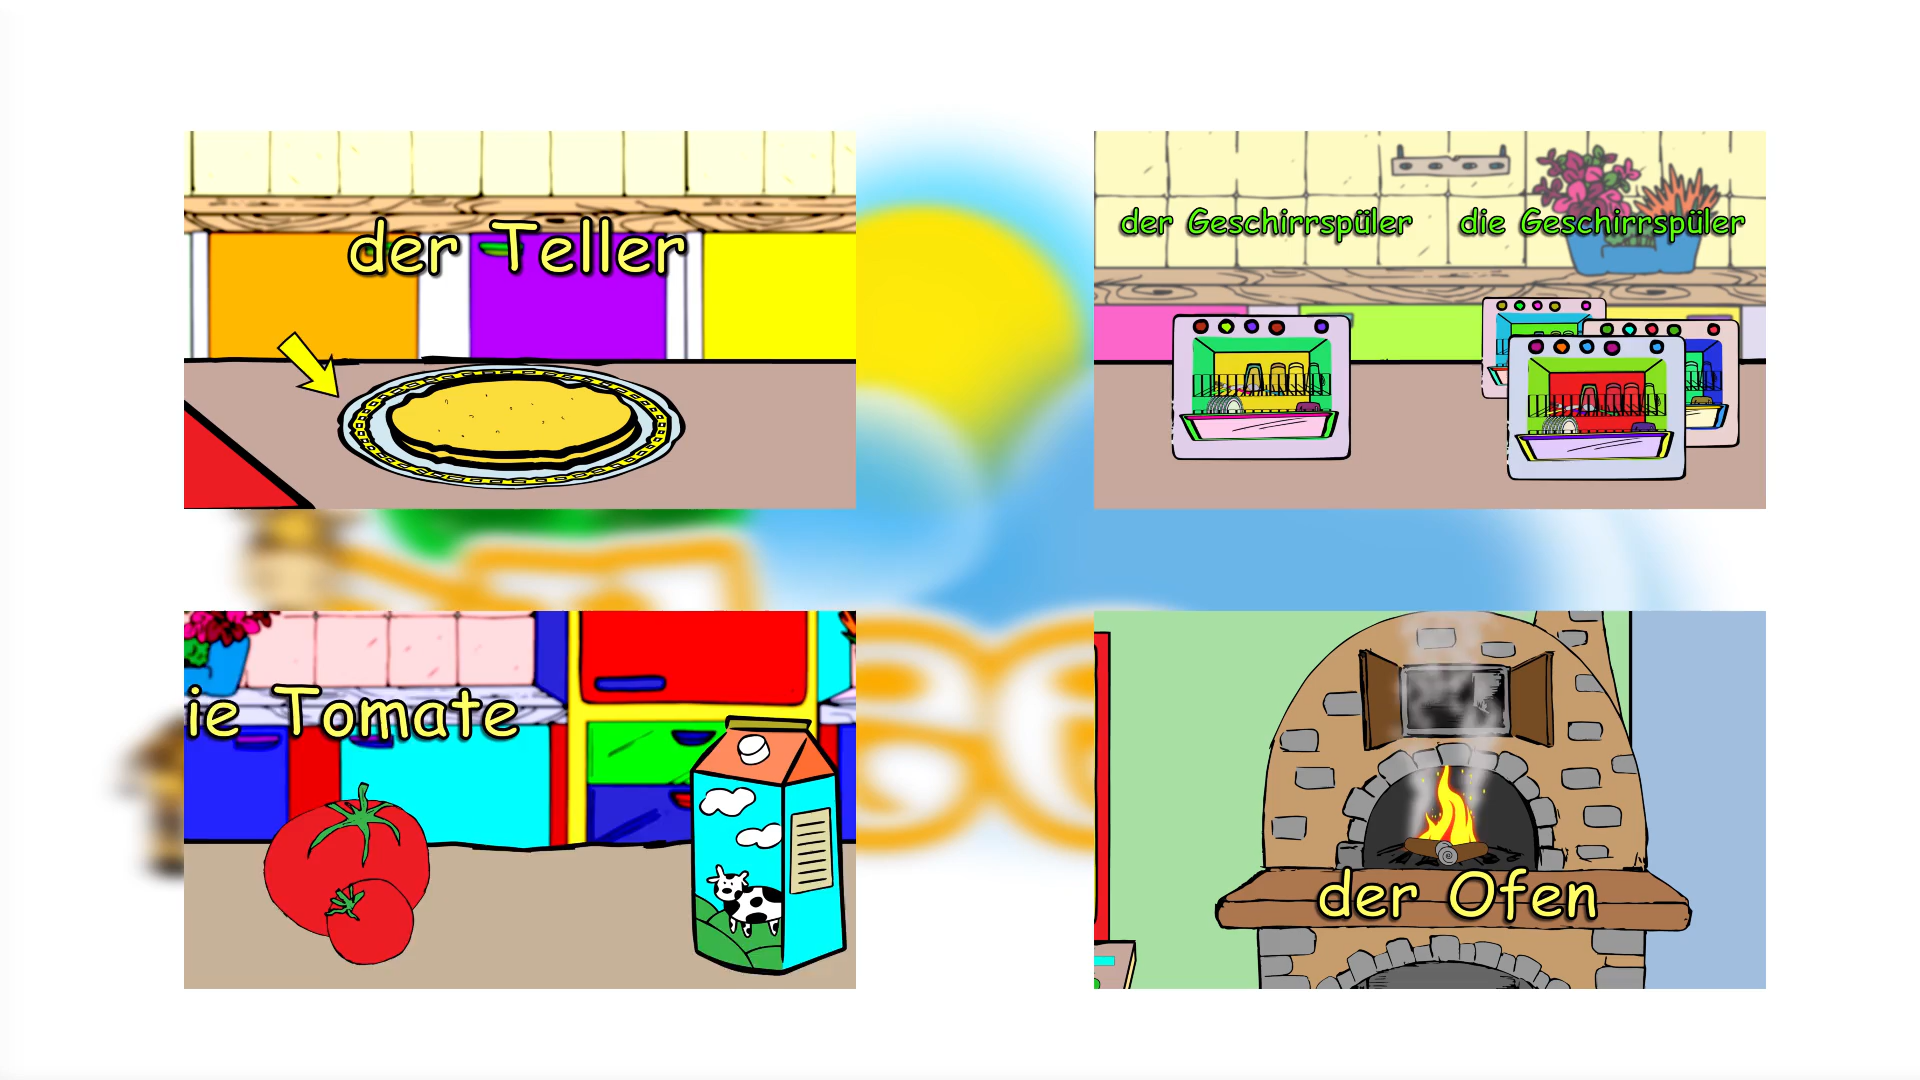 der Teller
der Geschirrspüler die Geschirrspüler
ie Tomate
der Ofen